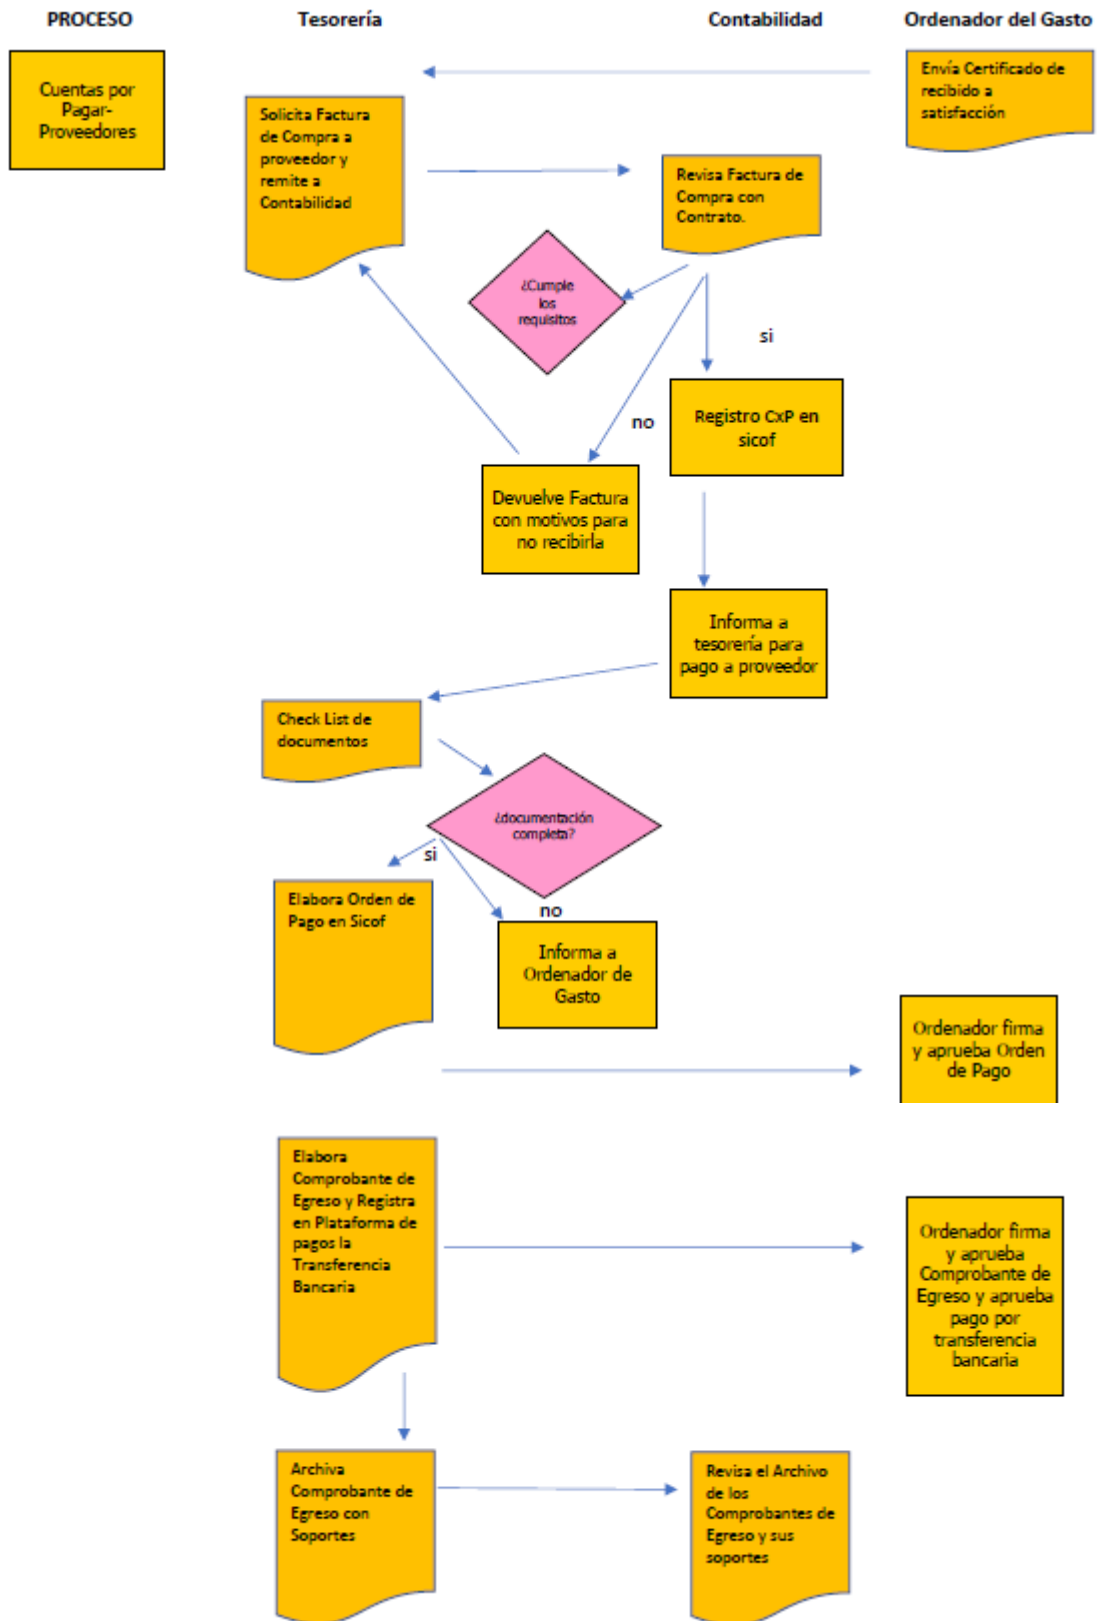 PROCESO
Tesorería
Contabilidad
Ordenador del Gasto
Cuentas por
Pagar-
Proveedores
Envía Certificado de
recibido a
satisfacción
Solicita Factura
de Compra a
proveedor y
remite a
Contabilidad
Revisa Factura de
Compra con
Contrato.
¿Cumple
los
requisitos
si
no
Registro CxP en
sicof
Devuelve Factura
con motivos para
no recibirla
Informa a
tesorería para
pago a proveedor
Check List de
documentos
¿documentación
completa?
si
no
Elabora Orden de
Pago en Sicof
Informa a
Ordenador de
Gasto
Ordenador firma
y aprueba Orden
de Pago
Elabora
Comprobante de
Egreso y Registra
en Plataforma de
pagos la
Transferencia
Bancaria
Ordenador firma
y aprueba
Comprobante de
Egreso y aprueba
pago por
transferencia
bancaria
Archiva
Comprobante de
Egreso con
Soportes
Revisa el Archivo
de los
Comprobantes de
Egreso y sus
soportes